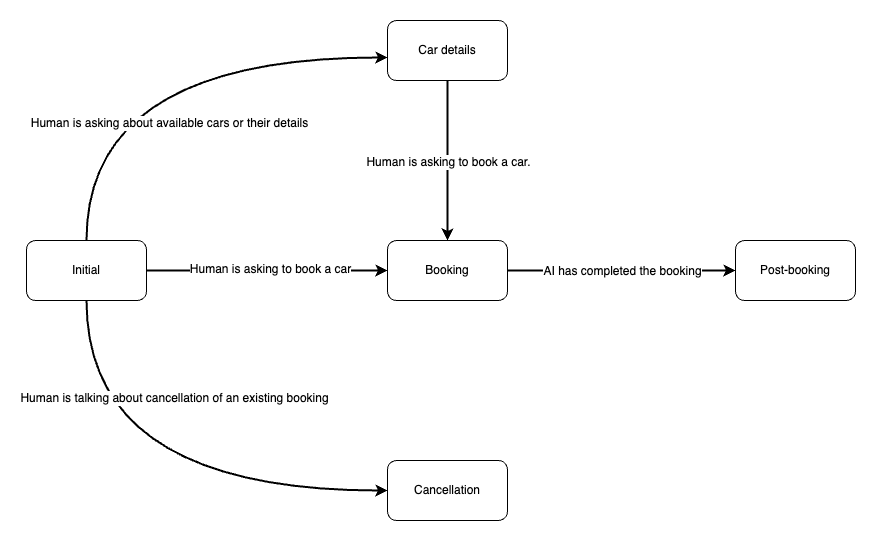 Car details
Human is asking about available cars or their details
Human is asking to book a car.
Initial
Human is asking to book a car
Booking
AI has completed the booking
Post-booking
Human is talking about cancellation of an existing booking
Cancellation